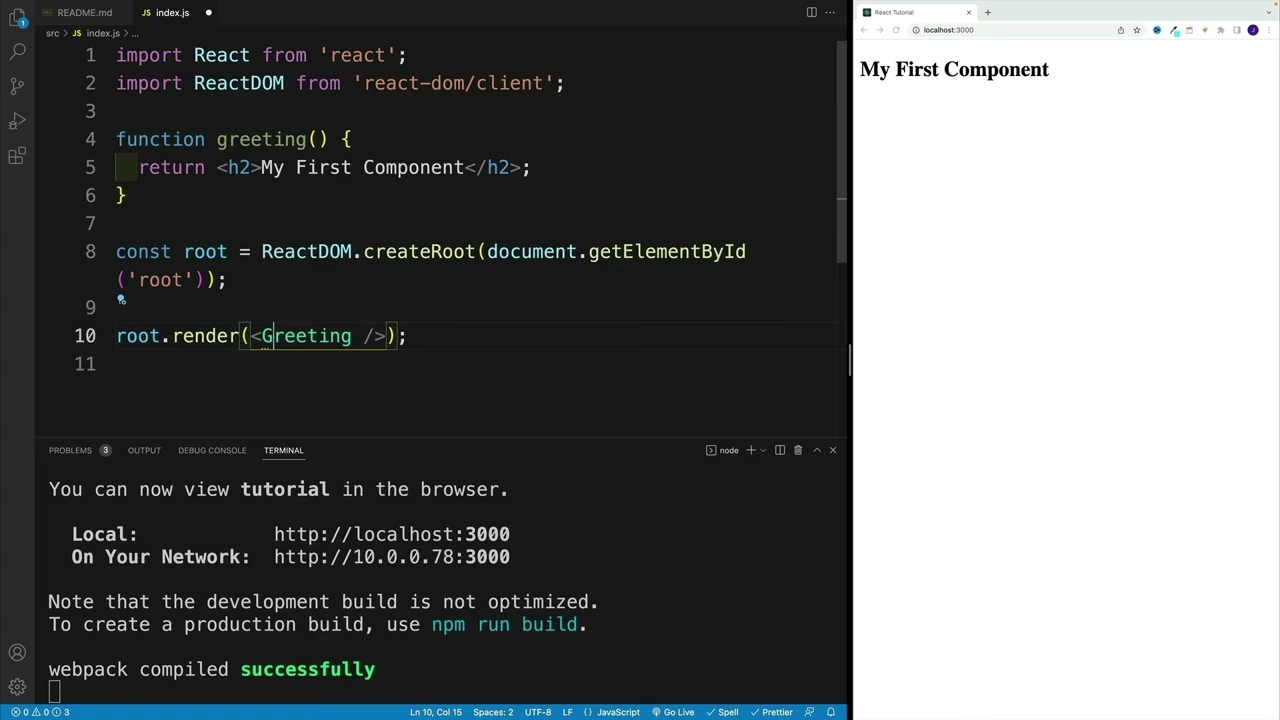 README.md
JS index.js
src > JS index.js > ...
1 import React from 'react';
2 import ReactDOM from 'react-dom/client';
3
4 function greeting() {
5 return <h2>My First Component</h2>;
6 }
7
8 const root = ReactDOM.createRoot(document.getElementById
('root'));
9
10 root.render(<Greeting />);
11
PROBLEMS 3 OUTPUT DEBUG CONSOLE TERMINAL
node
You can now view tutorial in the browser.
Local: http://localhost:3000
On Your Network: http://10.0.0.78:3000
Note that the development build is not optimized.
To create a production build, use npm run build.
webpack compiled successfully
0 0 3 Ln 10, Col 15 Spaces: 2 UTF-8 LF {} JavaScript Go Live Spell Prettier
1
React Tutorial
localhost:3000
J
My First Component